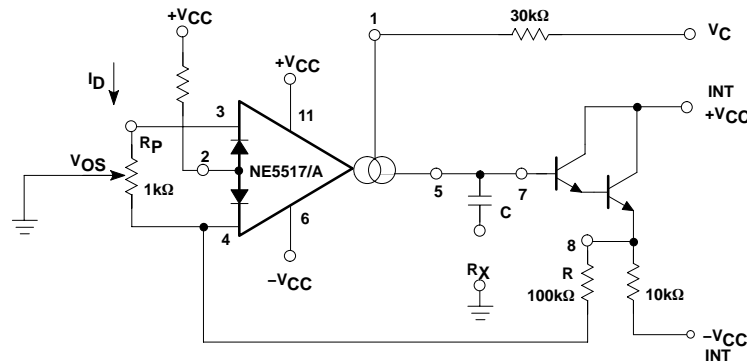 +VCC
1
30kΩ
VC
ID
+VCC
INT
+VCC
3
11
RP
VOS
2
NE5517/A
1kΩ
5
7
C
4
6
8
−VCC
RX
R
100kΩ
10kΩ
−VCC
INT